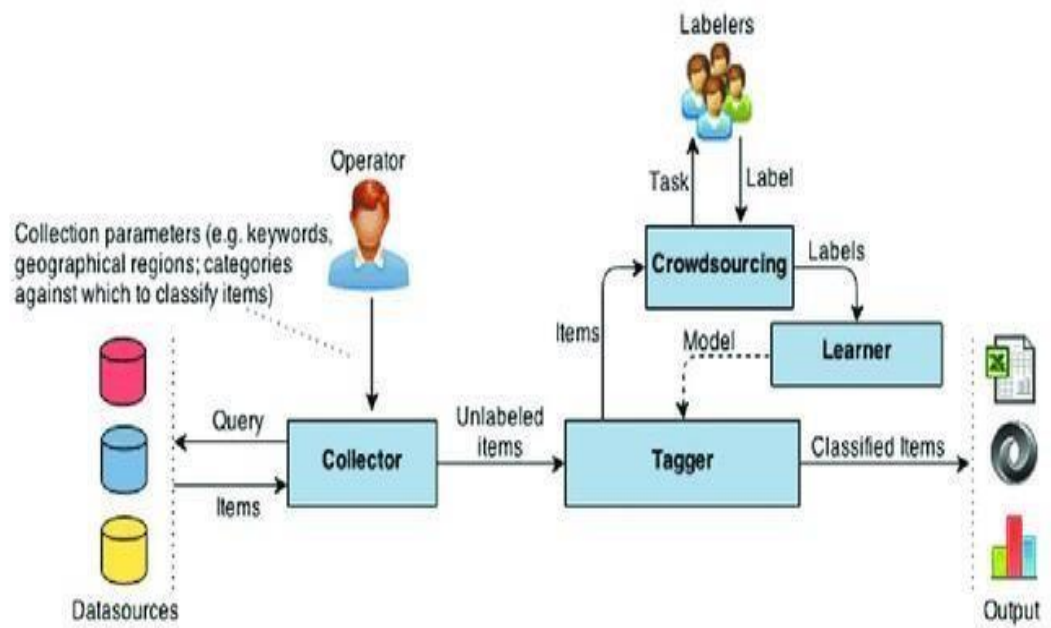 Labelers
Operator
Task
Label
Collection parameters (e.g. keywords,
geographical regions; categories
against which to classify items)
Crowdsourcing
Labels
Items
Model
Learner
Query
Unlabeled
items
Collector
Tagger
Classified Items
Items
Datasources
Output